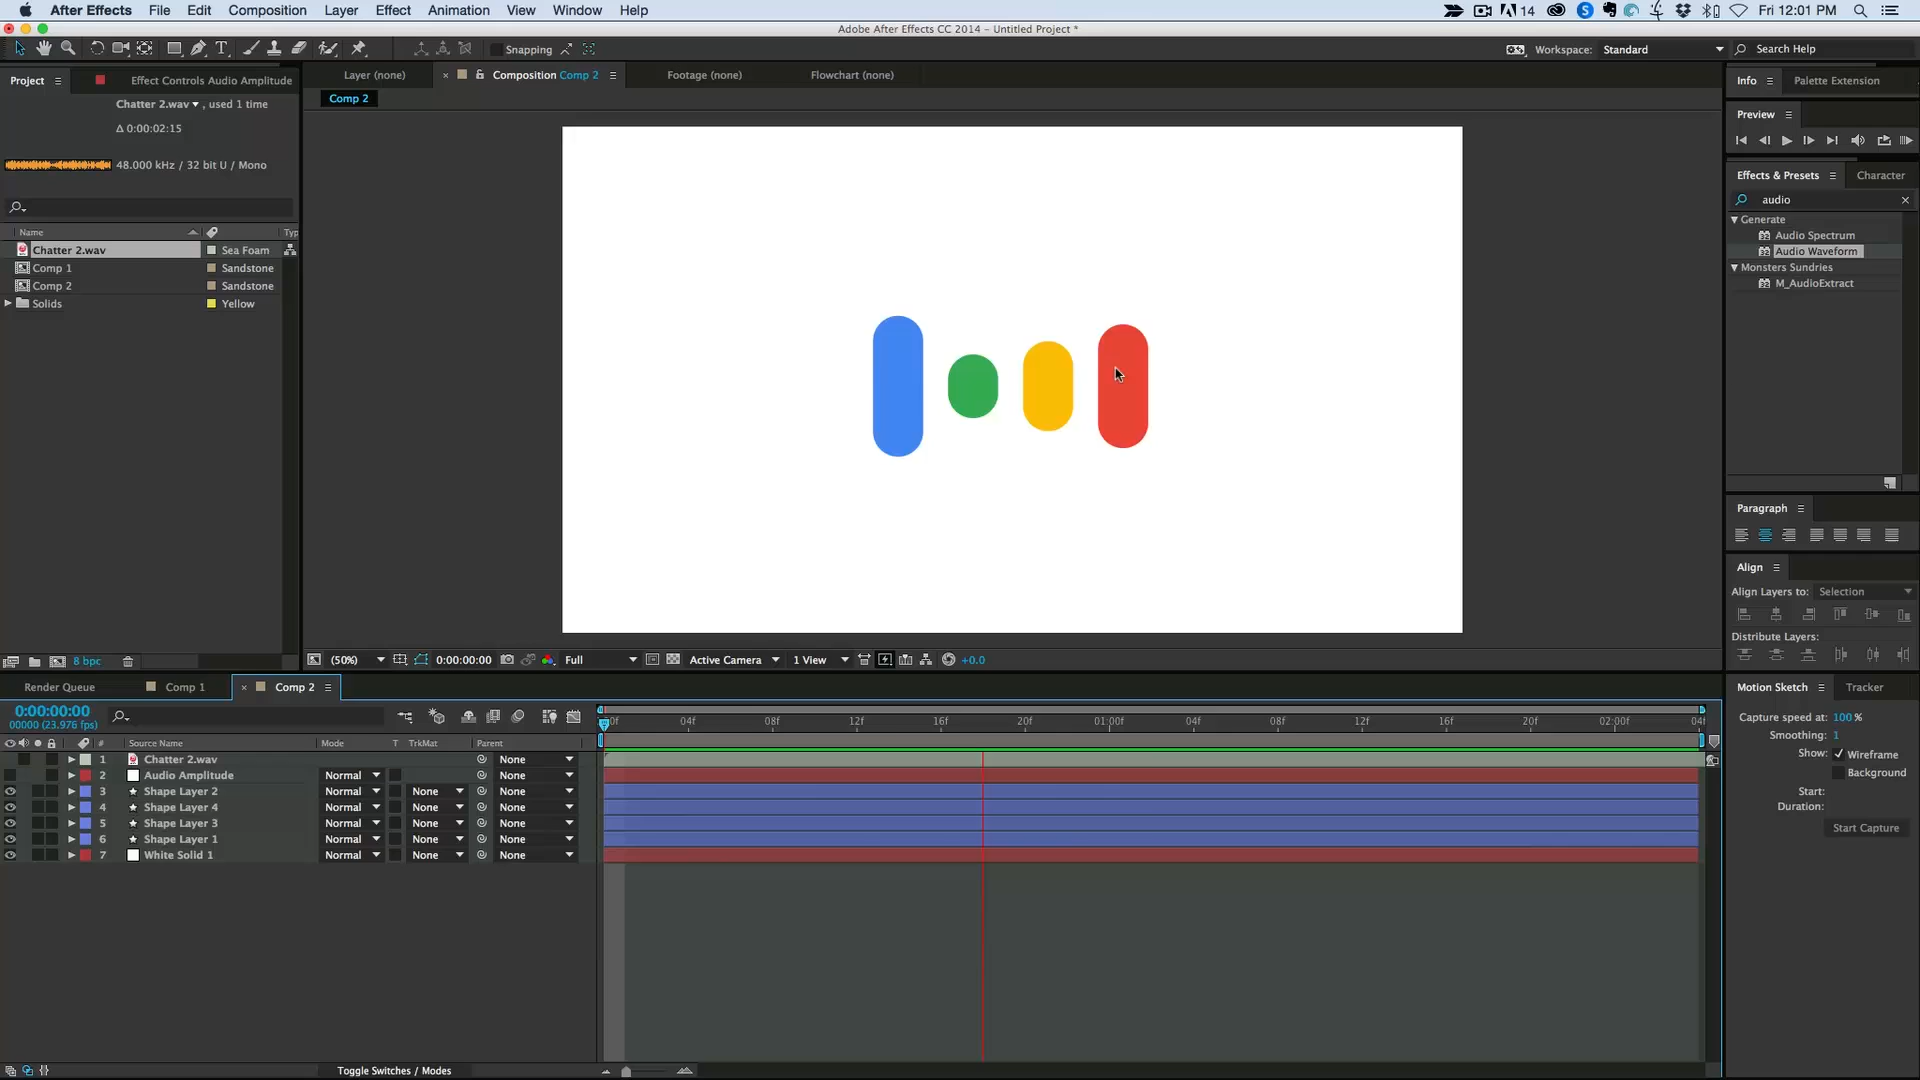 After Effects File Edit Composition Layer Effect Animation View Window Help 14 Fri 12:01 PM
Adobe After Effects CC 2014 – Untitled Project *
Snapping Workspace: Standard Search Help
Project Effect Controls Audio Amplitude Layer (none) Composition Comp 2 Footage (none) Flowchart (none) Info Palette Extension
Chatter 2.wav , used 1 time Comp 2
Δ 0:00:02:15 Preview
48.000 kHz / 32 bit U / Mono
Effects & Presets Character
audio
Name Typ
Generate
Chatter 2.wav Sea Foam Audio Spectrum
Comp 1 Sandstone Audio Waveform
Comp 2 Sandstone Monsters Sundries
Solids Yellow M_AudioExtract
Paragraph
Align
Align Layers to: Selection
Distribute Layers:
8 bpc (50%) 0:00:00:00 Full Active Camera 1 View +0.0
Render Queue Comp 1 Comp 2 Motion Sketch Tracker
0:00:00:00 Capture speed at: 100 %
00000 (23.976 fps) 00f 04f 08f 12f 16f 20f 01:00f 04f 08f 12f 16f 20f 02:00f 04f
Smoothing: 1
# Source Name Mode T TrkMat Parent Show: Wireframe
1 Chatter 2.wav None Background
2 Audio Amplitude Normal None
3 Shape Layer 2 Normal None None Start:
4 Shape Layer 4 Normal None None Duration:
5 Shape Layer 3 Normal None None Start Capture
6 Shape Layer 1 Normal None None
7 White Solid 1 Normal None None
Toggle Switches / Modes